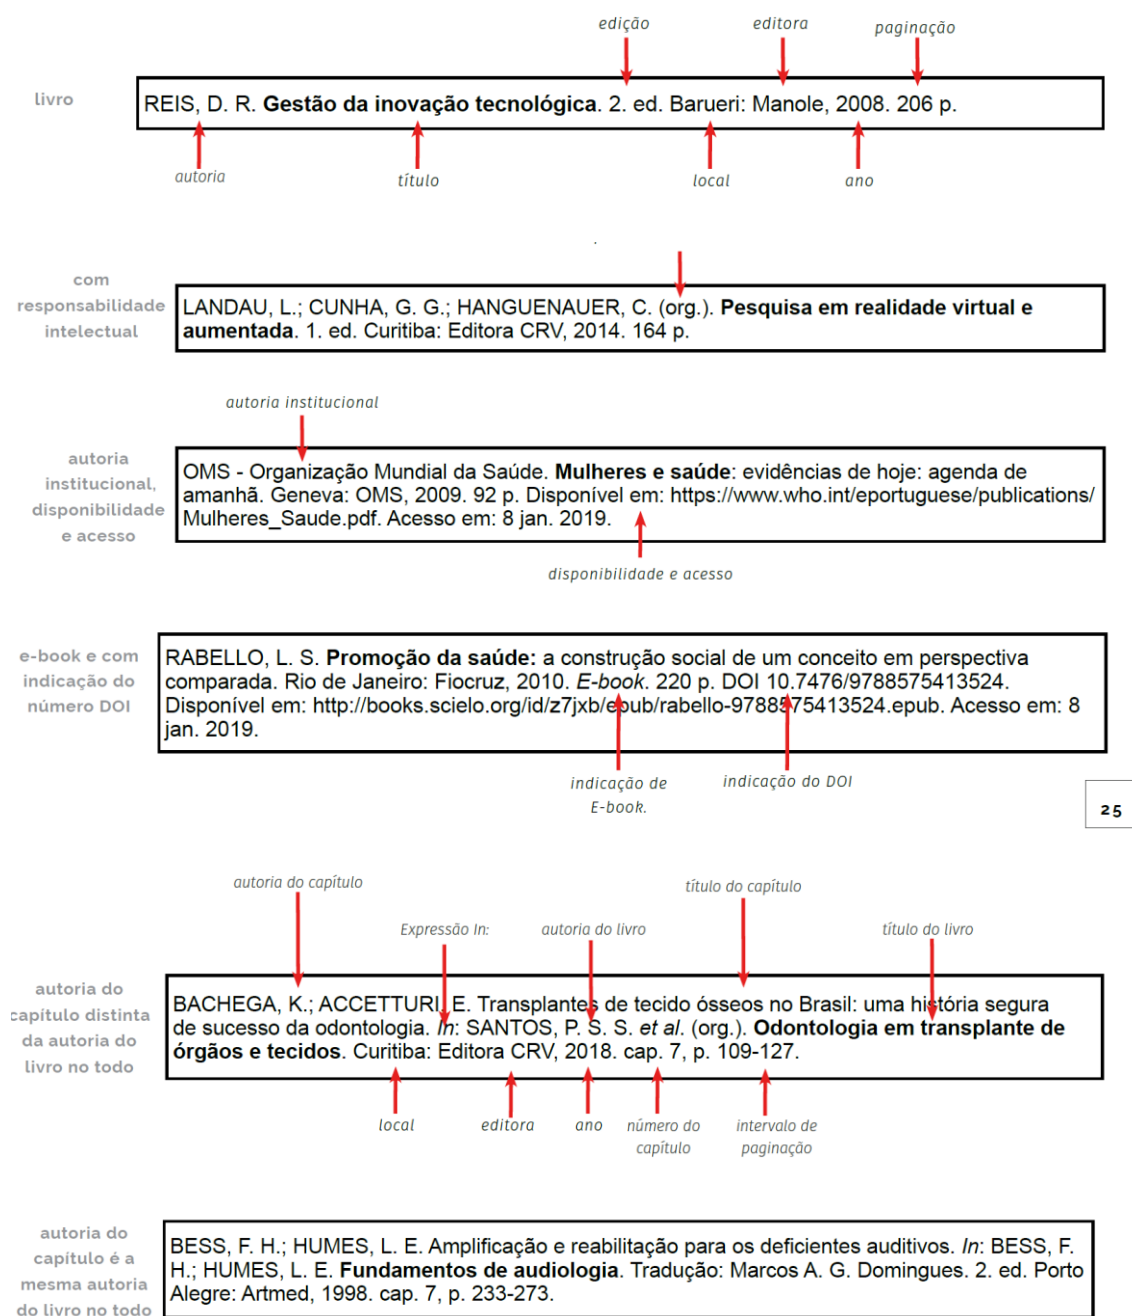 edição editora paginação
livro
REIS, D. R. Gestão da inovação tecnológica. 2. ed. Barueri: Manole, 2008. 206 p.
autoria título local ano
com
responsabilidade
intelectual
LANDAU, L.; CUNHA, G. G.; HANGUENAUER, C. (org.). Pesquisa em realidade virtual e
aumentada. 1. ed. Curitiba: Editora CRV, 2014. 164 p.
autoria institucional
autoria
institucional,
disponibilidade
e acesso
OMS - Organização Mundial da Saúde. Mulheres e saúde: evidências de hoje: agenda de
amanhã. Geneva: OMS, 2009. 92 p. Disponível em: https://www.who.int/eportuguese/publications/
Mulheres_Saude.pdf. Acesso em: 8 jan. 2019.
disponibilidade e acesso
e-book e com
indicação do
número DOI
RABELLO, L. S. Promoção da saúde: a construção social de um conceito em perspectiva
comparada. Rio de Janeiro: Fiocruz, 2010. E-book. 220 p. DOI 10.7476/9788575413524.
Disponível em: http://books.scielo.org/id/z7jxb/epub/rabello-9788575413524.epub. Acesso em: 8
jan. 2019.
indicação de
E-book.
indicação do DOI
25
autoria do capítulo título do capítulo
Expressão In: autoria do livro título do livro
autoria do
capítulo distinta
da autoria do
livro no todo
BACHEGA, K.; ACCETTURI, E. Transplantes de tecido ósseos no Brasil: uma história segura
de sucesso da odontologia. In: SANTOS, P. S. S. et al. (org.). Odontologia em transplante de
órgãos e tecidos. Curitiba: Editora CRV, 2018. cap. 7, p. 109-127.
local editora ano
número do
capítulo
intervalo de
paginação
autoria do
capítulo é a
mesma autoria
do livro no todo
BESS, F. H.; HUMES, L. E. Amplificação e reabilitação para os deficientes auditivos. In: BESS, F.
H.; HUMES, L. E. Fundamentos de audiologia. Tradução: Marcos A. G. Domingues. 2. ed. Porto
Alegre: Artmed, 1998. cap. 7, p. 233-273.